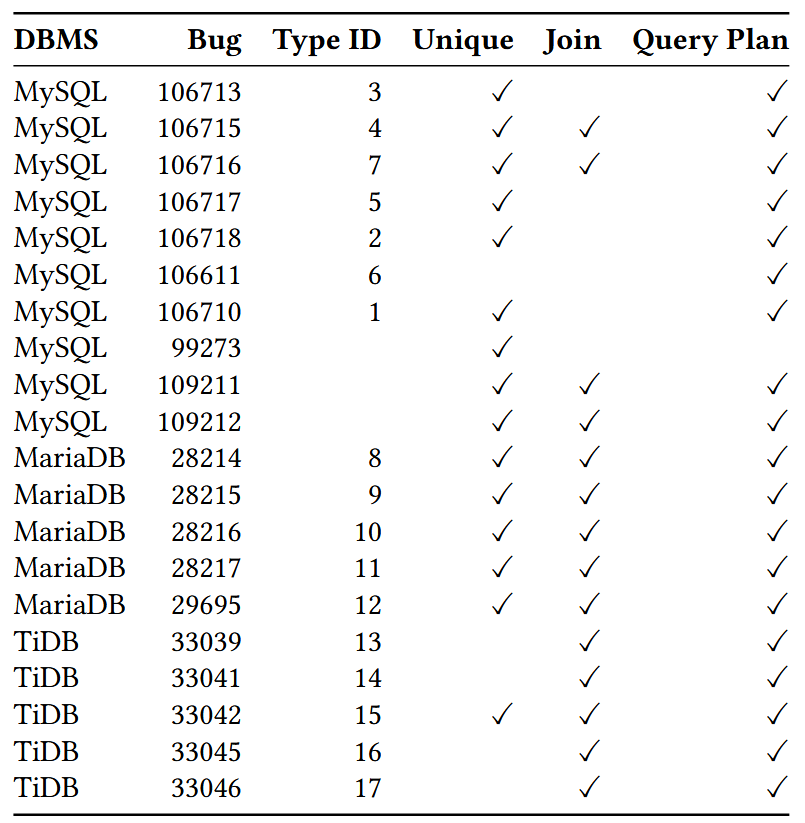 DBMS Bug Type ID Unique Join Query Plan
MySQL 106713 3 ✓ ✓
MySQL 106715 4 ✓ ✓ ✓
MySQL 106716 7 ✓ ✓ ✓
MySQL 106717 5 ✓ ✓
MySQL 106718 2 ✓ ✓
MySQL 106611 6 ✓
MySQL 106710 1 ✓ ✓
MySQL 99273 ✓
MySQL 109211 ✓ ✓ ✓
MySQL 109212 ✓ ✓ ✓
MariaDB 28214 8 ✓ ✓ ✓
MariaDB 28215 9 ✓ ✓ ✓
MariaDB 28216 10 ✓ ✓ ✓
MariaDB 28217 11 ✓ ✓ ✓
MariaDB 29695 12 ✓ ✓ ✓
TiDB 33039 13 ✓ ✓
TiDB 33041 14 ✓ ✓
TiDB 33042 15 ✓ ✓ ✓
TiDB 33045 16 ✓ ✓
TiDB 33046 17 ✓ ✓